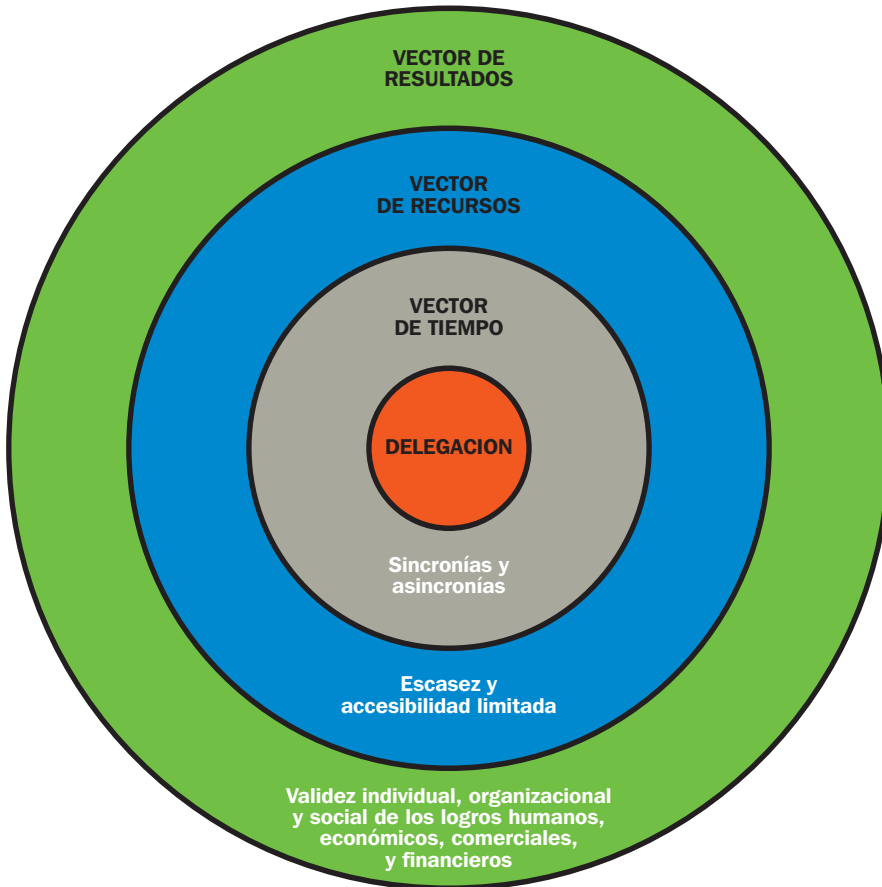 VECTOR DE
RESULTADOS
VECTOR
DE RECURSOS
VECTOR
DE TIEMPO
DELEGACION
Sincronías y
asincronías
Escasez y
accesibilidad limitada
Validez individual, organizacional
y social de los logros humanos,
económicos, comerciales,
y financieros